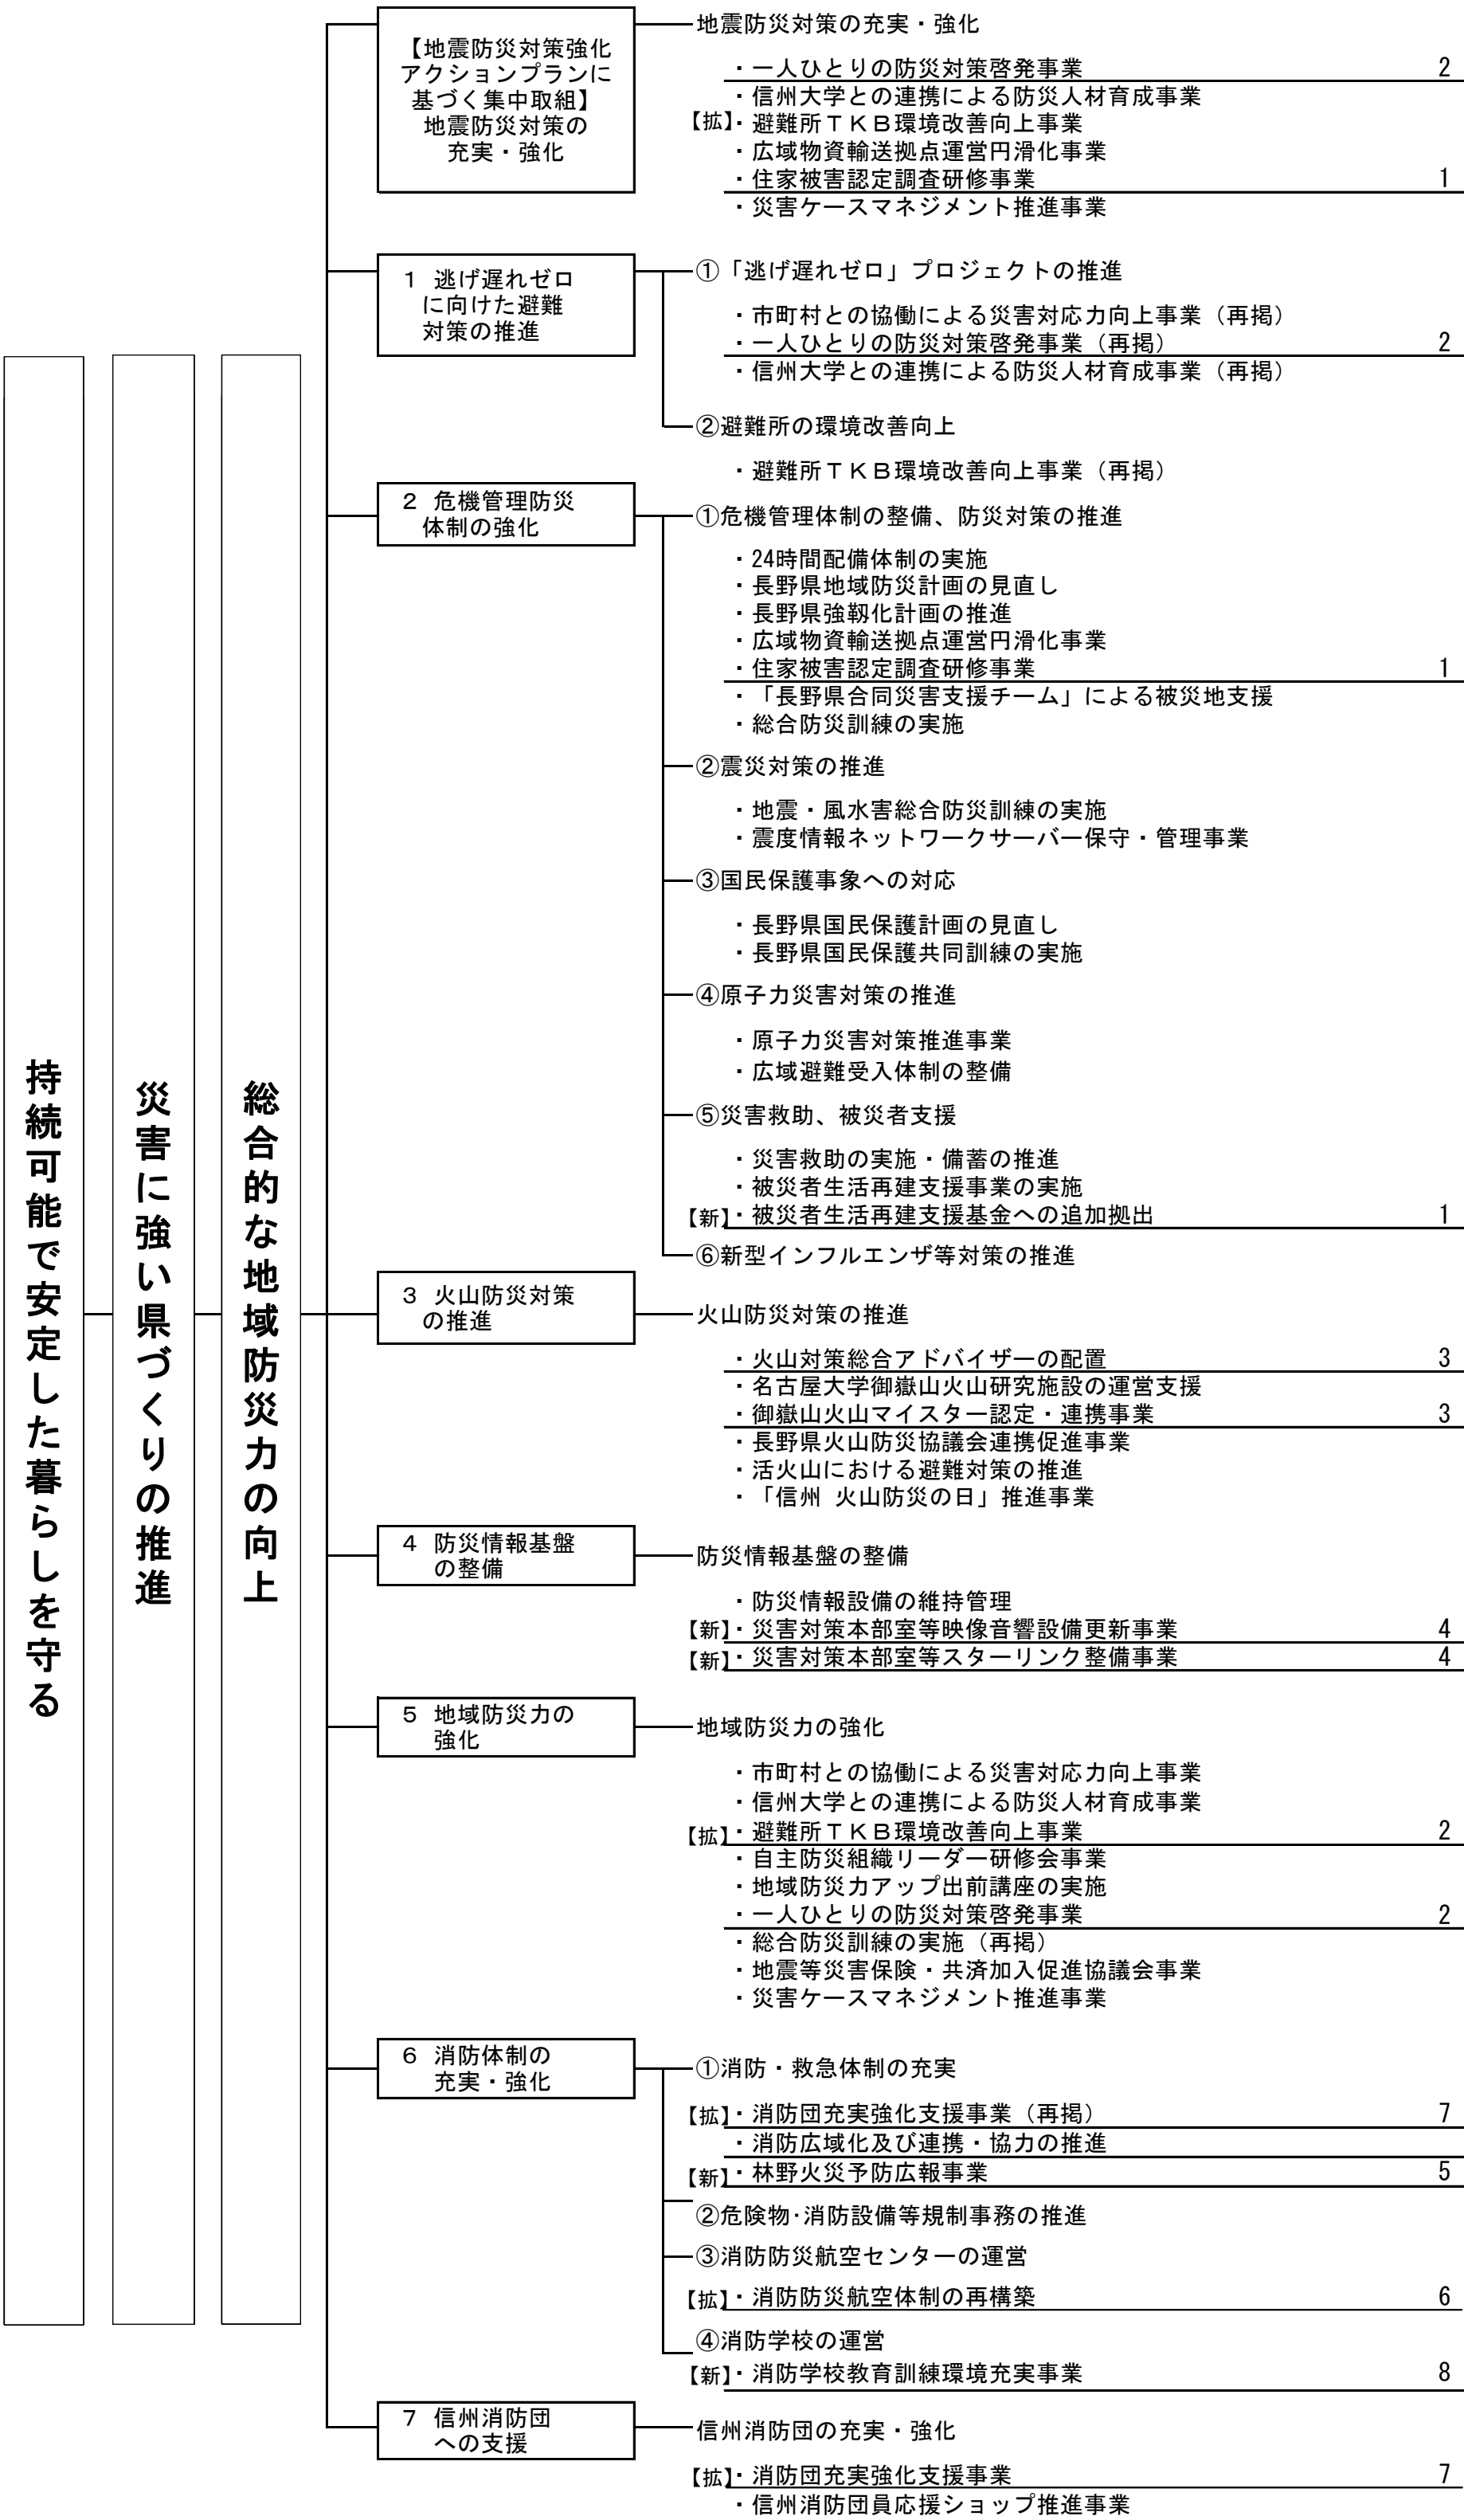 持続可能で安定した暮らしを守る
災害に強い県づくりの推進
総合的な地域防災力の向上
【地震防災対策強化
アクションプランに
基づく集中取組】
地震防災対策の
充実・強化
地震防災対策の充実・強化
・一人ひとりの防災対策啓発事業 2
・信州大学との連携による防災人材育成事業
【拡】・避難所ＴＫＢ環境改善向上事業
・広域物資輸送拠点運営円滑化事業
・住家被害認定調査研修事業 1
・災害ケースマネジメント推進事業
１ 逃げ遅れゼロ
に向けた避難
対策の推進
①「逃げ遅れゼロ」プロジェクトの推進
・市町村との協働による災害対応力向上事業（再掲）
・一人ひとりの防災対策啓発事業（再掲） 2
・信州大学との連携による防災人材育成事業（再掲）
②避難所の環境改善向上
・避難所ＴＫＢ環境改善向上事業（再掲）
２ 危機管理防災
体制の強化
①危機管理体制の整備、防災対策の推進
・24時間配備体制の実施
・長野県地域防災計画の見直し
・長野県強靱化計画の推進
・広域物資輸送拠点運営円滑化事業
・住家被害認定調査研修事業 1
・「長野県合同災害支援チーム」による被災地支援
・総合防災訓練の実施
②震災対策の推進
・地震・風水害総合防災訓練の実施
・震度情報ネットワークサーバー保守・管理事業
③国民保護事象への対応
・長野県国民保護計画の見直し
・長野県国民保護共同訓練の実施
④原子力災害対策の推進
・原子力災害対策推進事業
・広域避難受入体制の整備
⑤災害救助、被災者支援
・災害救助の実施・備蓄の推進
・被災者生活再建支援事業の実施
【新】・被災者生活再建支援基金への追加拠出 1
⑥新型インフルエンザ等対策の推進
３ 火山防災対策
の推進
火山防災対策の推進
・火山対策総合アドバイザーの配置 3
・名古屋大学御嶽山火山研究施設の運営支援
・御嶽山火山マイスター認定・連携事業 3
・長野県火山防災協議会連携促進事業
・活火山における避難対策の推進
・「信州 火山防災の日」推進事業
４ 防災情報基盤
の整備
防災情報基盤の整備
・防災情報設備の維持管理
【新】・災害対策本部室等映像音響設備更新事業 4
【新】・災害対策本部室等スターリンク整備事業 4
５ 地域防災力の
強化
地域防災力の強化
・市町村との協働による災害対応力向上事業
・信州大学との連携による防災人材育成事業
【拡】・避難所ＴＫＢ環境改善向上事業 2
・自主防災組織リーダー研修会事業
・地域防災力アップ出前講座の実施
・一人ひとりの防災対策啓発事業 2
・総合防災訓練の実施（再掲）
・地震等災害保険・共済加入促進協議会事業
・災害ケースマネジメント推進事業
６ 消防体制の
充実・強化
①消防・救急体制の充実
【拡】・消防団充実強化支援事業（再掲） 7
・消防広域化及び連携・協力の推進
【新】・林野火災予防広報事業 5
②危険物･消防設備等規制事務の推進
③消防防災航空センターの運営
【拡】・消防防災航空体制の再構築 6
④消防学校の運営
【新】・消防学校教育訓練環境充実事業 8
７ 信州消防団
への支援
信州消防団の充実・強化
【拡】・消防団充実強化支援事業 7
・信州消防団員応援ショップ推進事業